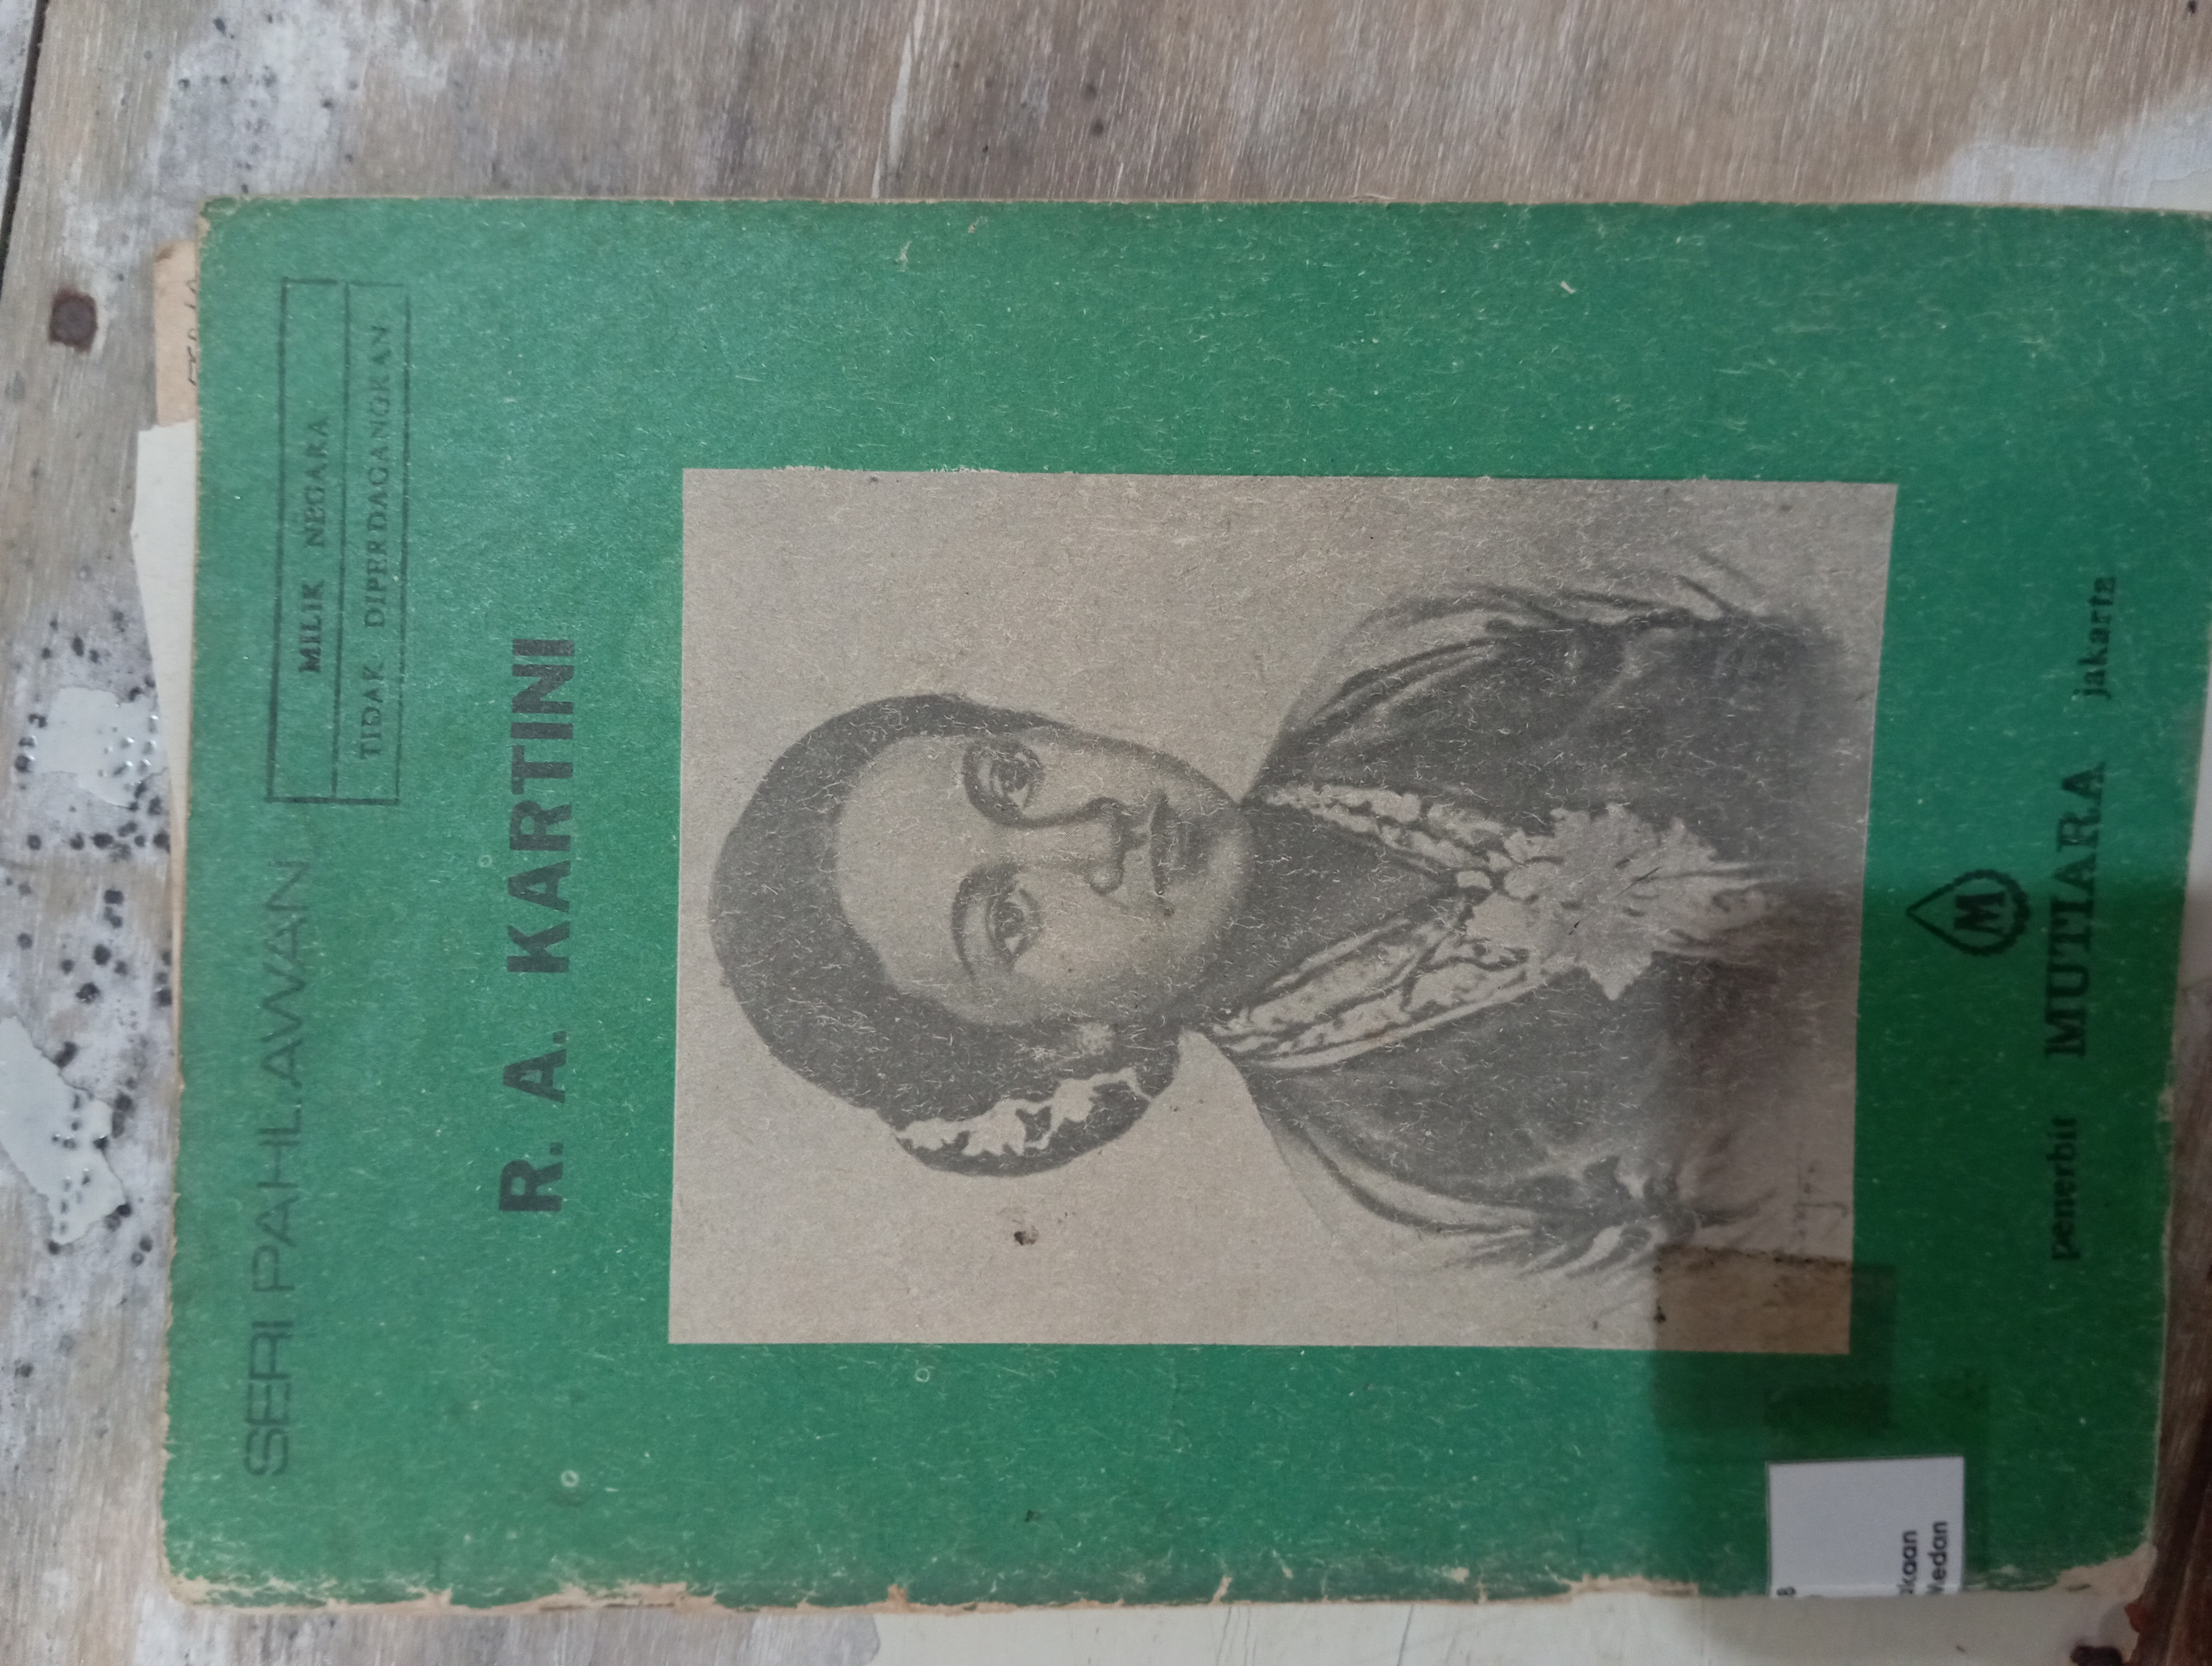 SERI PAHLAWAN
MILIK NEGARA
TIDAK DIPERDAGANGKAN
R. A. KARTINI
M
penerbit MUTIARA jakarta